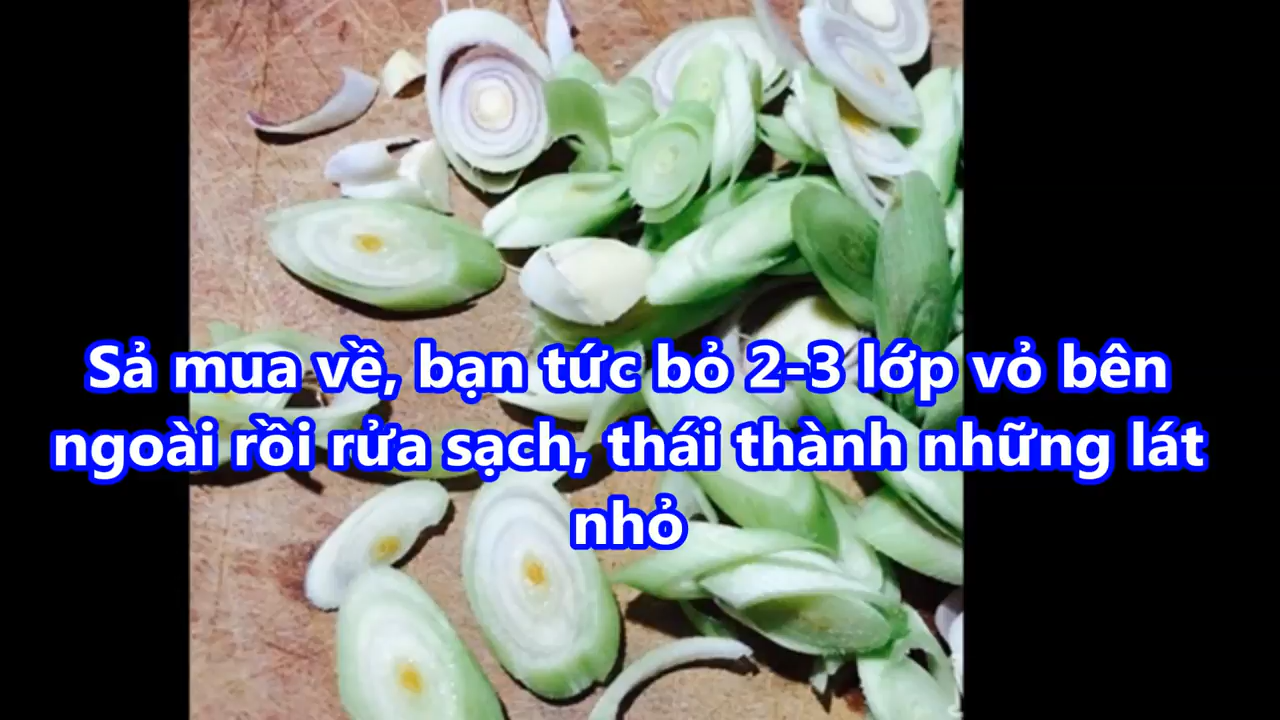 Sả mua về, bạn tức bỏ 2-3 lớp vỏ bên
ngoài rồi rửa sạch, thái thành những lát
nhỏ